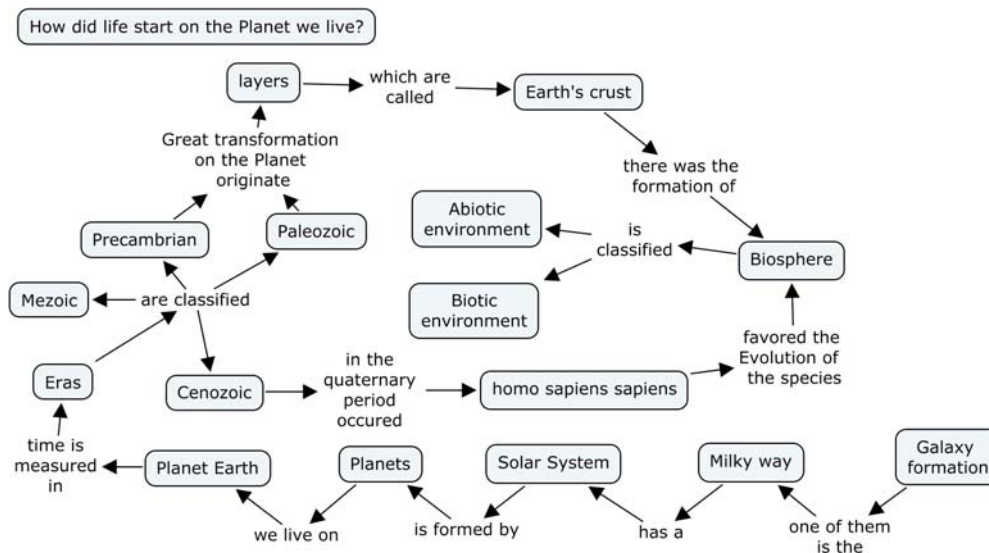 How did life start on the Planet we live?
layers
which are
called
Earth's crust
Great transformation
on the Planet
originate
there was the
formation of
Precambrian
Paleozoic
Abiotic
environment
is
classified
Biosphere
Mezoic
are classified
Biotic
environment
favored the
Evolution of
the species
Eras
Cenozoic
in the
quaternary
period
occured
homo sapiens sapiens
time is
measured
in
Planet Earth
Planets
Solar System
Milky way
Galaxy
formation
we live on
is formed by
has a
one of them
is the